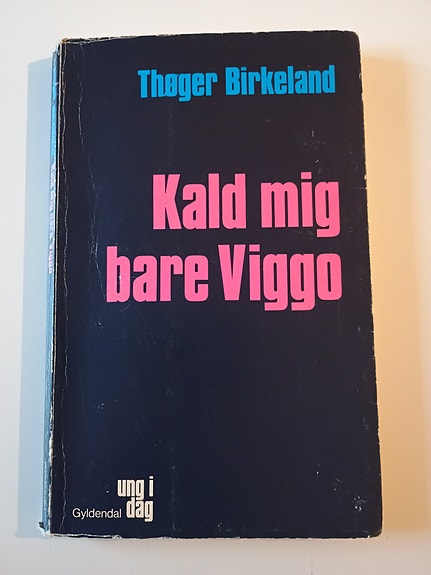 Thøger Birkeland
Kald mig
bare Viggo
ung i
Gyldendal dag